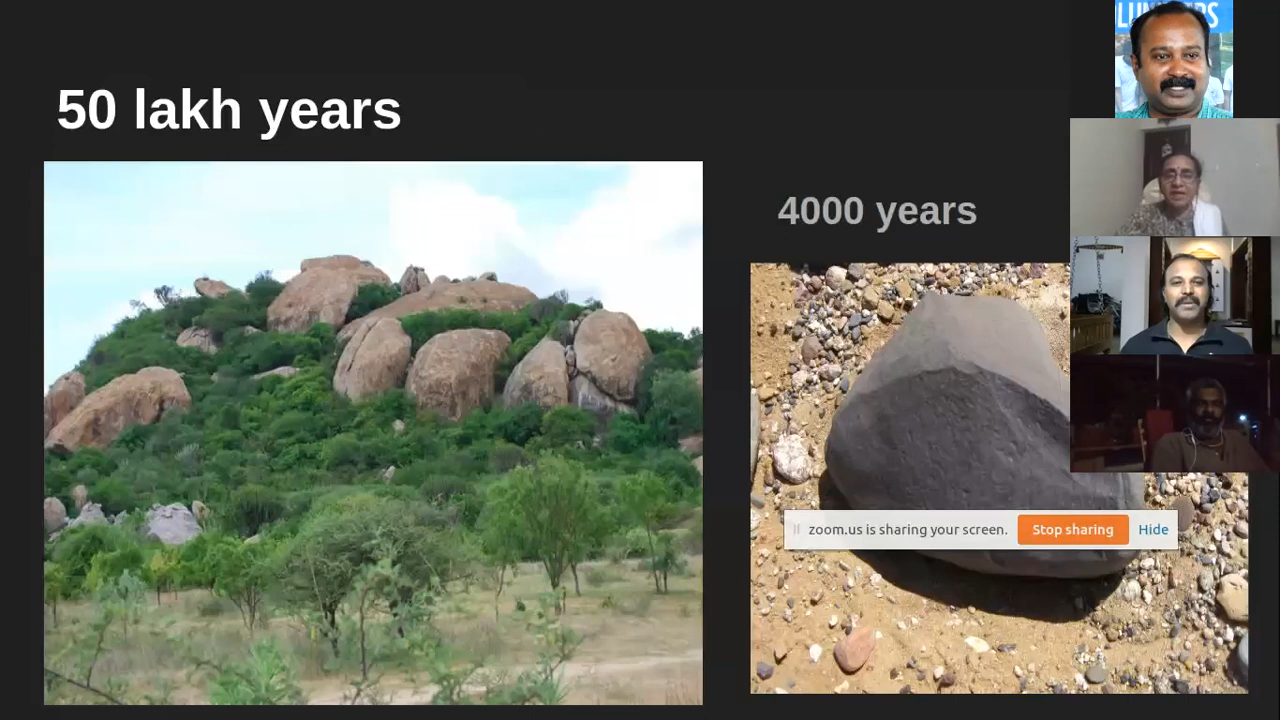 50 lakh years
4000 years
zoom.us is sharing your screen.
Stop sharing
Hide